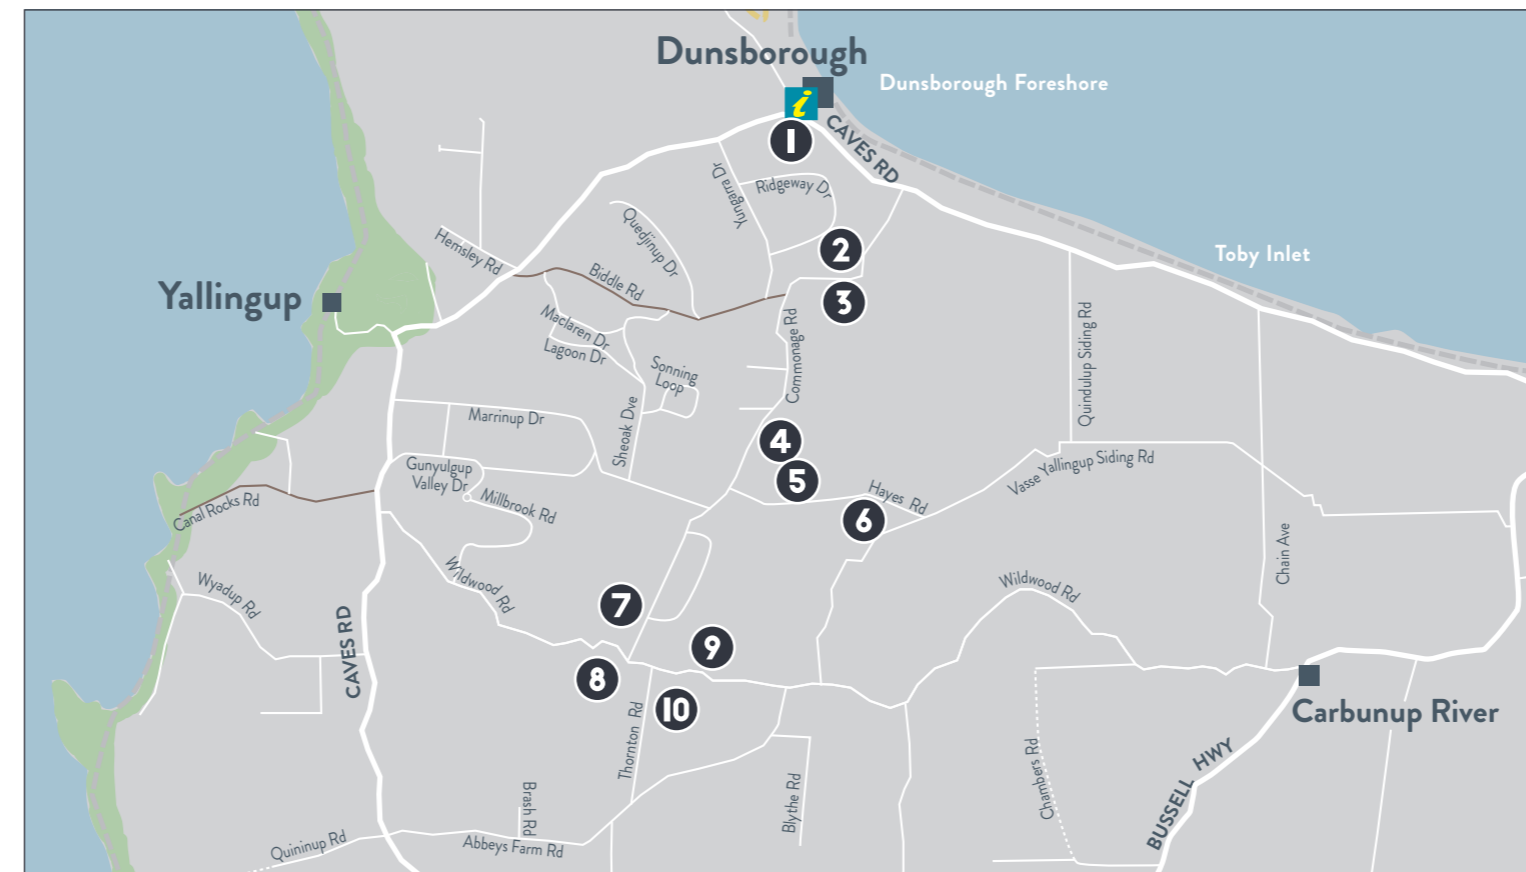 Dunsborough
Dunsborough Foreshore
i
1
CAVES RD
Yungarra Dr
Ridgeway Dr
Quedjinup Dr
2
Hemsley Rd
Toby Inlet
Biddle Rd
Yallingup
3
Maclaren Dr
Lagoon Dr
Commonage Rd
Quindulup Siding Rd
Sonning
Loop
Marrinup Dr
Sheoak Dve
4
Gunyulgup
Valley Dr
5
Vasse Yallingup Siding Rd
Millbrook Rd
Hayes Rd
Canal Rocks Rd
6
Chain Ave
Wyadup Rd
Wildwood Rd
Wildwood Rd
7
CAVES RD
9
8
10
Carbunup River
Thornton Rd
Chambers Rd
BUSSELL HWY
Brash Rd
Blythe Rd
Quininup Rd
Abbeys Farm Rd